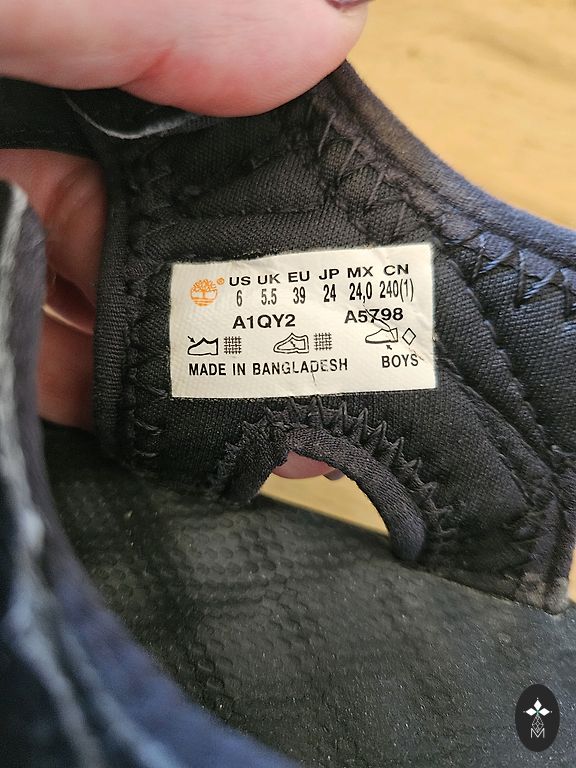 US UK EU JP MX CN
6 5.5 39 24 24,0 240(1)
A1QY2 A5798
MADE IN BANGLADESH BOYS
M